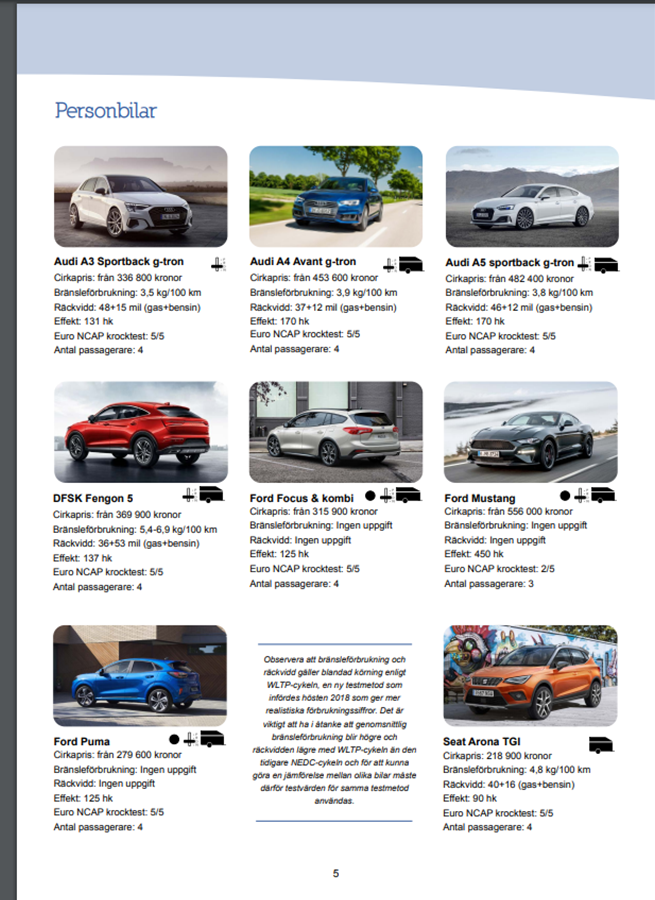 Personbilar
Audi A3 Sportback g-tron
Cirkapris: från 336 800 kronor
Bränsleförbrukning: 3,5 kg/100 km
Räckvidd: 48+15 mil (gas+bensin)
Effekt: 131 hk
Euro NCAP krocktest: 5/5
Antal passagerare: 4
Audi A4 Avant g-tron
Cirkapris: från 453 600 kronor
Bränsleförbrukning: 3,9 kg/100 km
Räckvidd: 37+12 mil (gas+bensin)
Effekt: 170 hk
Euro NCAP krocktest: 5/5
Antal passagerare: 4
Audi A5 sportback g-tron
Cirkapris: från 482 400 kronor
Bränsleförbrukning: 3,8 kg/100 km
Räckvidd: 46+12 mil (gas+bensin)
Effekt: 170 hk
Euro NCAP krocktest: 5/5
Antal passagerare: 4
DFSK Fengon 5
Cirkapris: från 369 900 kronor
Bränsleförbrukning: 5,4-6,9 kg/100 km
Räckvidd: 36+53 mil (gas+bensin)
Effekt: 137 hk
Euro NCAP krocktest: 5/5
Antal passagerare: 4
Ford Focus & kombi
Cirkapris: från 315 900 kronor
Bränsleförbrukning: Ingen uppgift
Räckvidd: Ingen uppgift
Effekt: 125 hk
Euro NCAP krocktest: 5/5
Antal passagerare: 4
Ford Mustang
Cirkapris: från 556 000 kronor
Bränsleförbrukning: Ingen uppgift
Räckvidd: Ingen uppgift
Effekt: 450 hk
Euro NCAP krocktest: 2/5
Antal passagerare: 3
Ford Puma
Cirkapris: från 279 600 kronor
Bränsleförbrukning: Ingen uppgift
Räckvidd: Ingen uppgift
Effekt: 125 hk
Euro NCAP krocktest: 5/5
Antal passagerare: 4
Observera att bränsleförbrukning och
räckvidd gäller blandad körning enligt
WLTP-cykeln, en ny testmetod som
infördes hösten 2018 som ger mer
realistiska förbrukningssiffror. Det är
viktigt att ha i åtanke att genomsnittlig
bränsleförbrukning blir högre och
räckvidden lägre med WLTP-cykeln än den
tidigare NEDC-cykeln och för att kunna
göra en jämförelse mellan olika bilar måste
därför testvärden för samma testmetod
användas.
Seat Arona TGI
Cirkapris: 218 900 kronor
Bränsleförbrukning: 4,8 kg/100 km
Räckvidd: 40+16 (gas+bensin)
Effekt: 90 hk
Euro NCAP krocktest: 5/5
Antal passagerare: 4
5